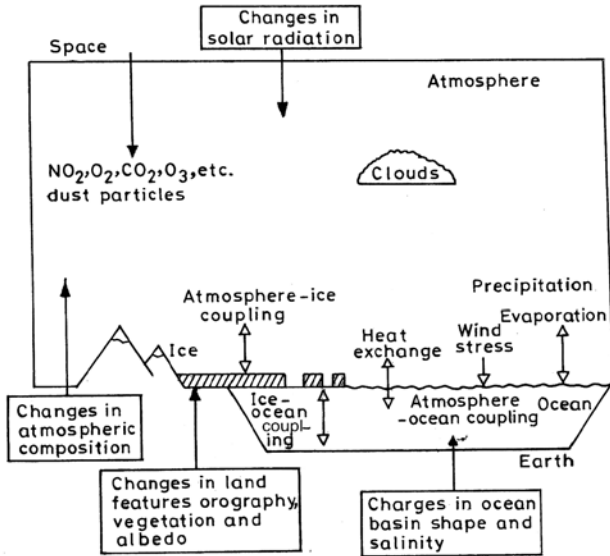 Changes in
solar radiation
Space
Atmosphere
NO₂,O₂,CO₂,O₃,etc.
dust particles
Clouds
Precipitation
Evaporation
Atmosphere-ice
coupling
Heat
exchange
Wind
stress
Ice
Ice-
ocean
coupl-
ing
Atmosphere
-ocean coupling
Ocean
Earth
Changes in
atmospheric
composition
Changes in land
features orography,
vegetation and
albedo
Charges in ocean
basin shape and
salinity